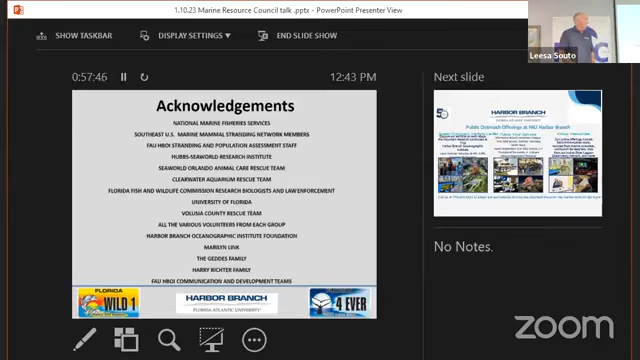 1.10.23 Marine Resource Council talk .pptx - PowerPoint Presenter View
SHOW TASKBAR
DISPLAY SETTINGS ▼
END SLIDE SHOW
Leesa Souto
0:57:46
12:43 PM
Acknowledgements
NATIONAL MARINE FISHERIES SERVICES
SOUTHEAST U.S. MARINE MAMMAL STRANDING NETWORK MEMBERS
FAU HBOI STRANDING AND POPULATION ASSESSMENT STAFF
HUBBS-SEAWORLD RESEARCH INSTITUTE
SEAWORLD ORLANDO ANIMAL CARE RESCUE TEAM
CLEARWATER AQUARIUM RESCUE TEAM
FLORIDA FISH AND WILDLIFE COMMISSION RESEARCH BIOLOGISTS AND LAW ENFORCEMENT
UNIVERSITY OF FLORIDA
VOLUSIA COUNTY RESCUE TEAM
ALL THE VARIOUS VOLUNTEERS FROM EACH GROUP
HARBOR BRANCH OCEANOGRAPHIC INSTITUTE FOUNDATION
MARILYN LINK
THE GEDDES FAMILY
HARRY RICHTER FAMILY
FAU HBOI COMMUNICATION AND DEVELOPMENT TEAMS
FLORIDA
WILD 1
HARBOR BRANCH
FLORIDA ATLANTIC UNIVERSITY
4 EVER
Next slide
HARBOR BRANCH
Public Outreach Offerings at FAU Harbor Branch
No Notes.
zoom